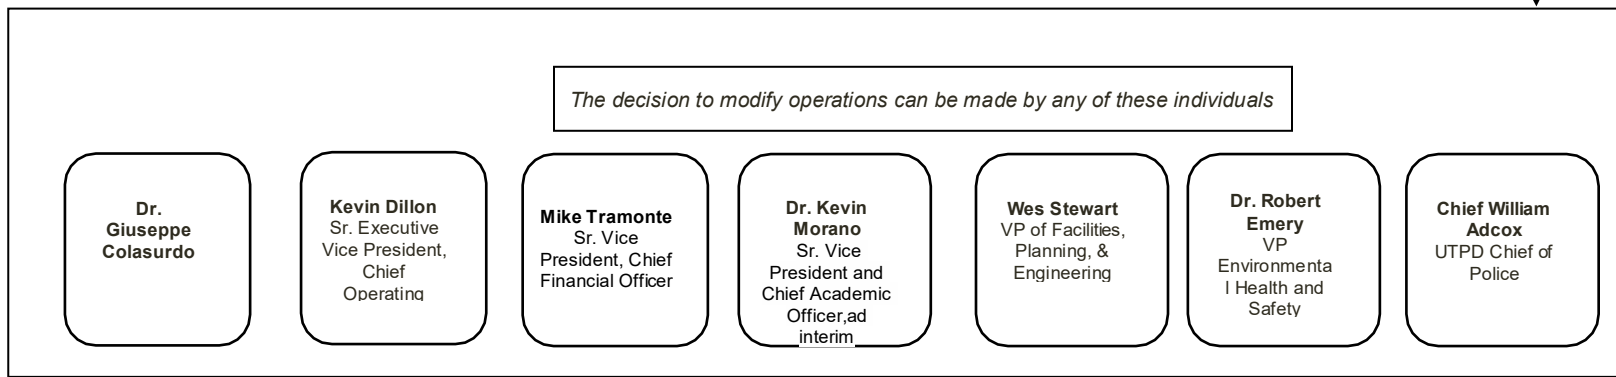 The decision to modify operations can be made by any of these individuals
Dr.
Giuseppe
Colasurdo
Kevin Dillon
Sr. Executive
Vice President,
Chief
Operating
Mike Tramonte
Sr. Vice
President, Chief
Financial Officer
Dr. Kevin
Morano
Sr. Vice
President and
Chief Academic
Officer,ad
interim
Wes Stewart
VP of Facilities,
Planning, &
Engineering
Dr. Robert
Emery
VP
Environmenta
l Health and
Safety
Chief William
Adcox
UTPD Chief of
Police